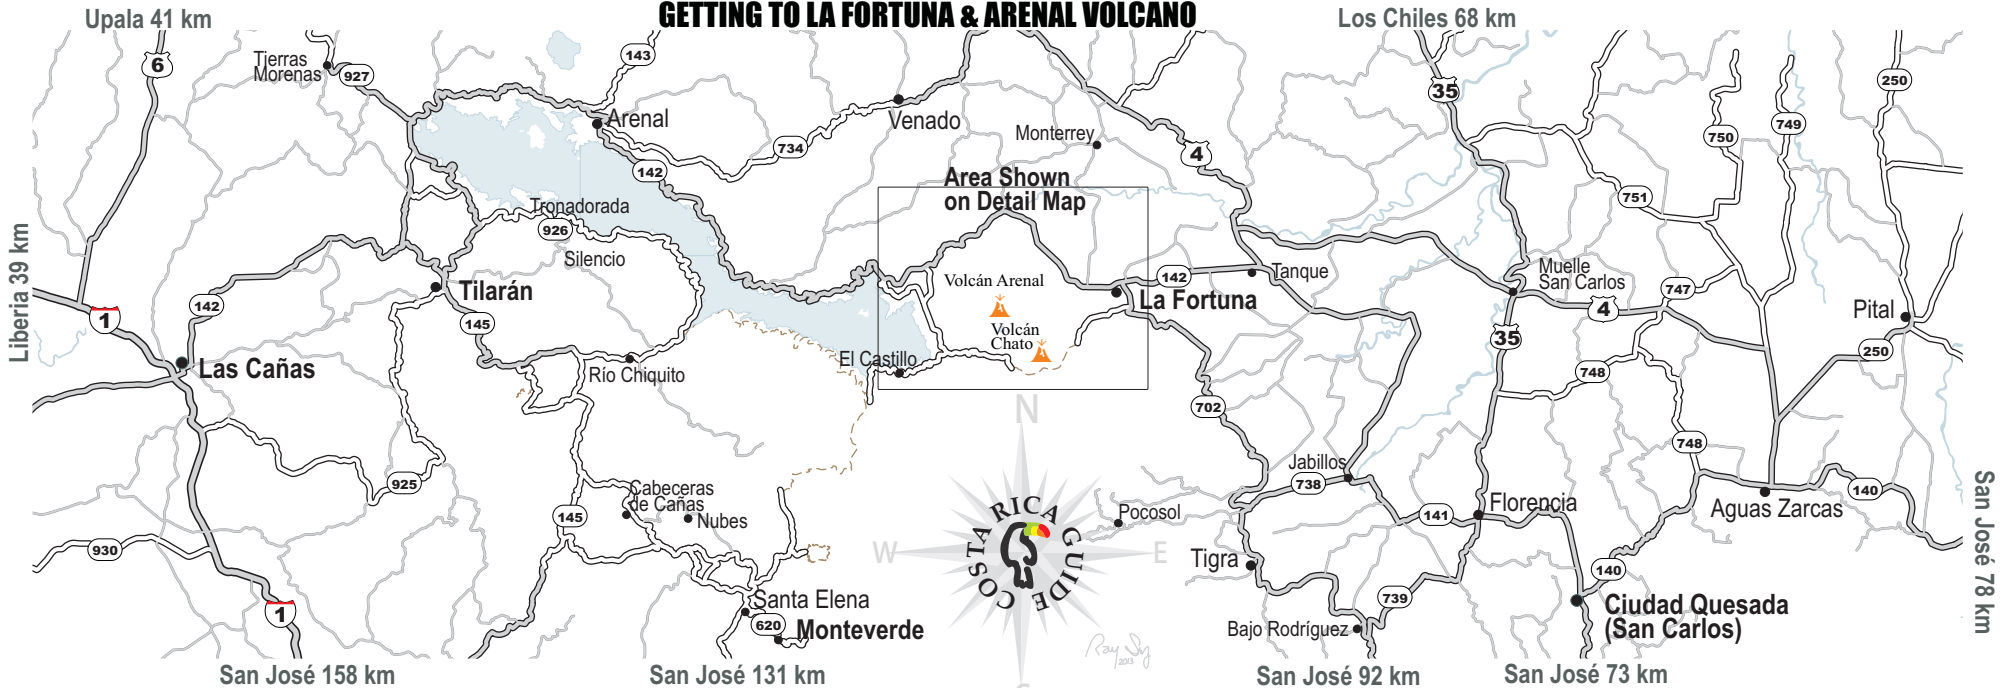 GETTING TO LA FORTUNA & ARENAL VOLCANO
Upala 41 km
Los Chiles 68 km
6
Tierras
Morenas
927
143
Arenal
142
734
Venado
Monterrey
4
35
250
749
750
751
Area Shown
on Detail Map
Tronadorada
926
Silencio
Liberia 39 km
1
142
Tilarán
145
Las Cañas
Río Chiquito
El Castillo
Volcán Arenal
Volcán
Chato
La Fortuna
142
Tanque
Muelle
San Carlos
747
4
35
Pital
250
748
702
748
925
930
145
Cabeceras
de Cañas
Nubes
N
W
E
S
COSTA RICA GUIDE
Pocosol
Jabillos
738
141
Florencia
Aguas Zarcas
140
Tigra
140
739
Bajo Rodríguez
Ciudad Quesada
(San Carlos)
1
Santa Elena
620
Monteverde
2013
San José 78 km
San José 158 km
San José 131 km
San José 92 km
San José 73 km